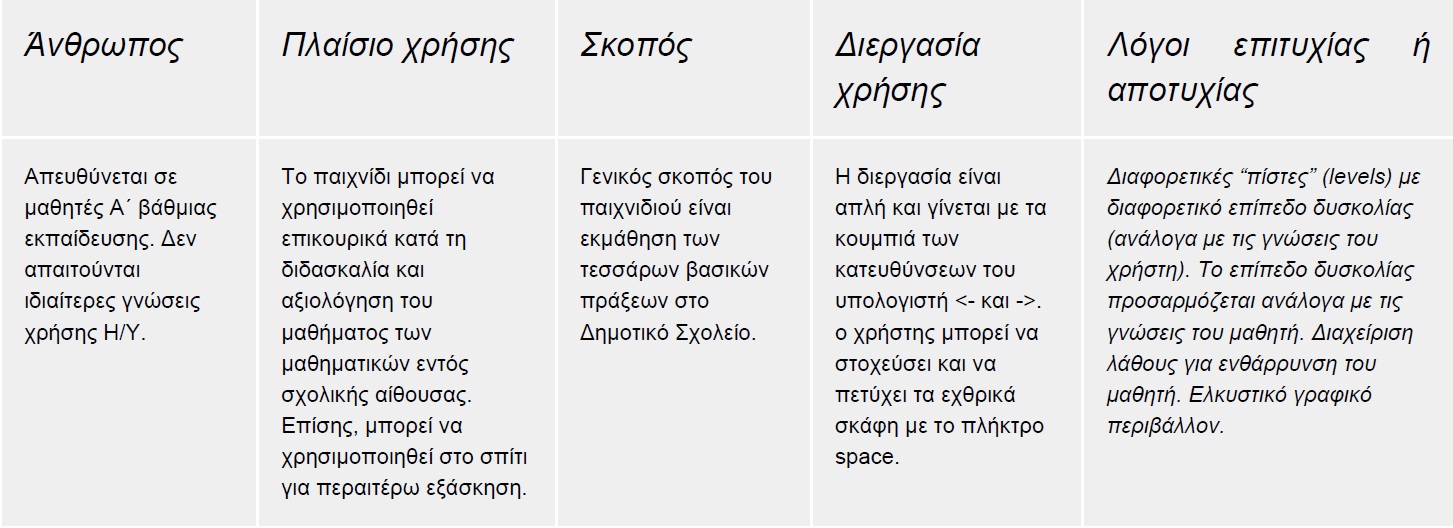 Άνθρωπος
Πλαίσιο χρήσης
Σκοπός
Διεργασία
χρήσης
Λόγοι επιτυχίας ή
αποτυχίας
Απευθύνεται σε
μαθητές Α΄ βάθμιας
εκπαίδευσης. Δεν
απαιτούνται
ιδιαίτερες γνώσεις
χρήσης Η/Υ.
Το παιχνίδι μπορεί να
χρησιμοποιηθεί
επικουρικά κατά τη
διδασκαλία και
αξιολόγηση του
μαθήματος των
μαθηματικών εντός
σχολικής αίθουσας.
Επίσης, μπορεί να
χρησιμοποιηθεί στο σπίτι
για περαιτέρω εξάσκηση.
Γενικός σκοπός του
παιχνιδιού είναι
εκμάθηση των
τεσσάρων βασικών
πράξεων στο
Δημοτικό Σχολείο.
Η διεργασία είναι
απλή και γίνεται με τα
κουμπιά των
κατευθύνσεων του
υπολογιστή <- και ->.
ο χρήστης μπορεί να
στοχεύσει και να
πετύχει τα εχθρικά
σκάφη με το πλήκτρο
space.
Διαφορετικές “πίστες” (levels) με
διαφορετικό επίπεδο δυσκολίας
(ανάλογα με τις γνώσεις του
χρήστη). Το επίπεδο δυσκολίας
προσαρμόζεται ανάλογα με τις
γνώσεις του μαθητή. Διαχείριση
λάθους για ενθάρρυνση του
μαθητή. Ελκυστικό γραφικό
περιβάλλον.